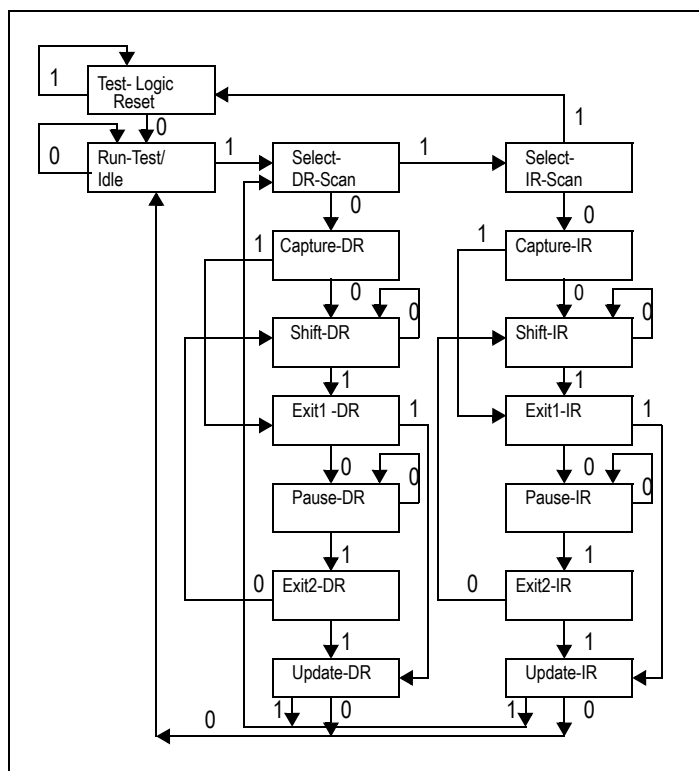 1
Test- Logic
Reset
0
1
0
Run-Test/
Idle
1
Select-
DR-Scan
1
Select-
IR-Scan
0
0
1
Capture-DR
1
Capture-IR
0
0
Shift-DR
0
Shift-IR
0
1
1
Exit1 -DR
1
Exit1-IR
1
0
0
Pause-DR
0
Pause-IR
0
1
1
0
Exit2-DR
0
Exit2-IR
1
1
Update-DR
Update-IR
0
1
0
1
0